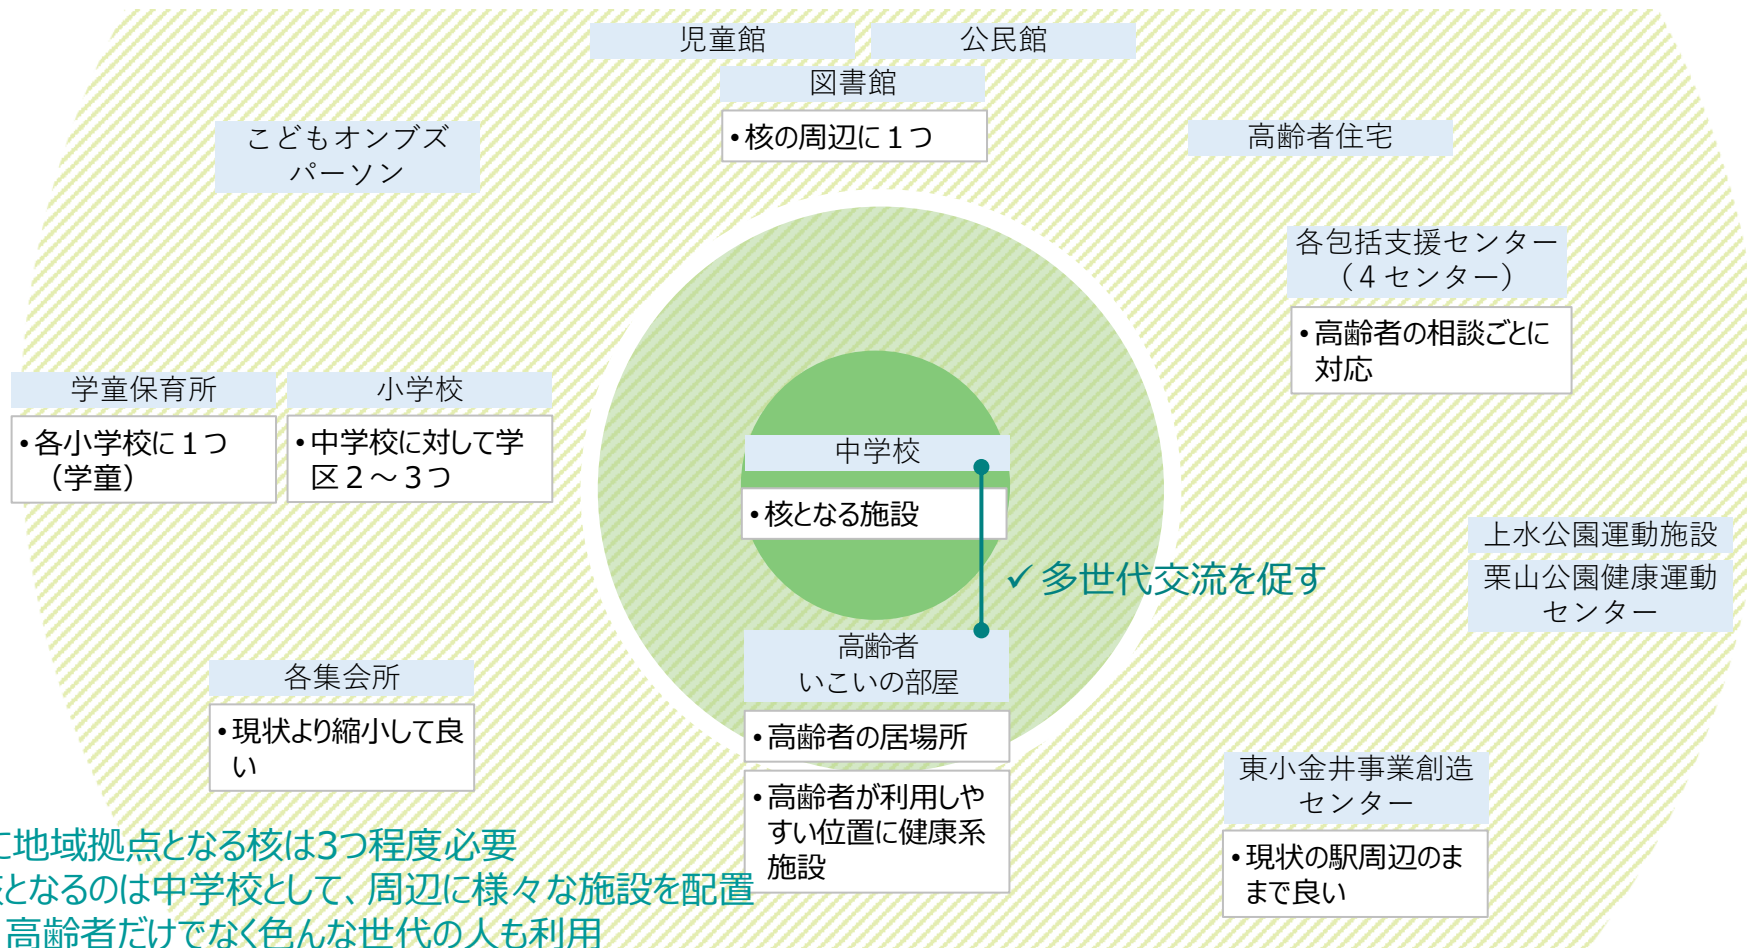 児童館
公民館
図書館
•核の周辺に１つ
こどもオンブズ
パーソン
高齢者住宅
各包括支援センター
（４センター）
•高齢者の相談ごとに
対応
学童保育所
•各小学校に１つ
（学童）
小学校
•中学校に対して学
区２～３つ
中学校
•核となる施設
✓多世代交流を促す
上水公園運動施設
栗山公園健康運動
センター
高齢者
いこいの部屋
•高齢者の居場所
•高齢者が利用しや
すい位置に健康系
施設
各集会所
•現状より縮小して良
い
東小金井事業創造
センター
•現状の駅周辺のま
まで良い
に地域拠点となる核は3つ程度必要
核となるのは中学校として、周辺に様々な施設を配置
高齢者だけでなく色んな世代の人も利用